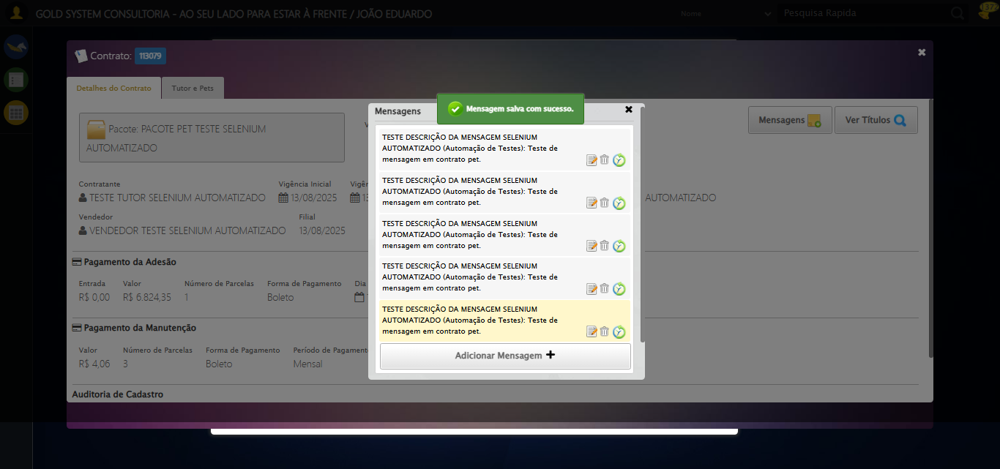 GOLD SYSTEM CONSULTORIA - AO SEU LADO PARA ESTAR À FRENTE / JOÃO EDUARDO
Nome
Pesquisa Rapida
1372
Contrato: 113079
Detalhes do Contrato
Tutor e Pets
Pacote: PACOTE PET TESTE SELENIUM
AUTOMATIZADO
Mensagens
Ver Títulos
Contratante
Vigência Inicial
TESTE TUTOR SELENIUM AUTOMATIZADO
13/08/2025
AUTOMATIZADO
Vendedor
Filial
VENDEDOR TESTE SELENIUM AUTOMATIZADO
13/08/2025
Pagamento da Adesão
Entrada
Valor
Número de Parcelas
Forma de Pagamento
Dia
R$ 0,00
R$ 6.824,35
1
Boleto
Pagamento da Manutenção
Valor
Número de Parcelas
Forma de Pagamento
Período de Pagamento
R$ 4,06
3
Boleto
Mensal
Auditoria de Cadastro
Mensagens
Mensagem salva com sucesso.
TESTE DESCRIÇÃO DA MENSAGEM SELENIUM
AUTOMATIZADO (Automação de Testes): Teste de
mensagem em contrato pet.
TESTE DESCRIÇÃO DA MENSAGEM SELENIUM
AUTOMATIZADO (Automação de Testes): Teste de
mensagem em contrato pet.
TESTE DESCRIÇÃO DA MENSAGEM SELENIUM
AUTOMATIZADO (Automação de Testes): Teste de
mensagem em contrato pet.
TESTE DESCRIÇÃO DA MENSAGEM SELENIUM
AUTOMATIZADO (Automação de Testes): Teste de
mensagem em contrato pet.
TESTE DESCRIÇÃO DA MENSAGEM SELENIUM
AUTOMATIZADO (Automação de Testes): Teste de
mensagem em contrato pet.
Adicionar Mensagem